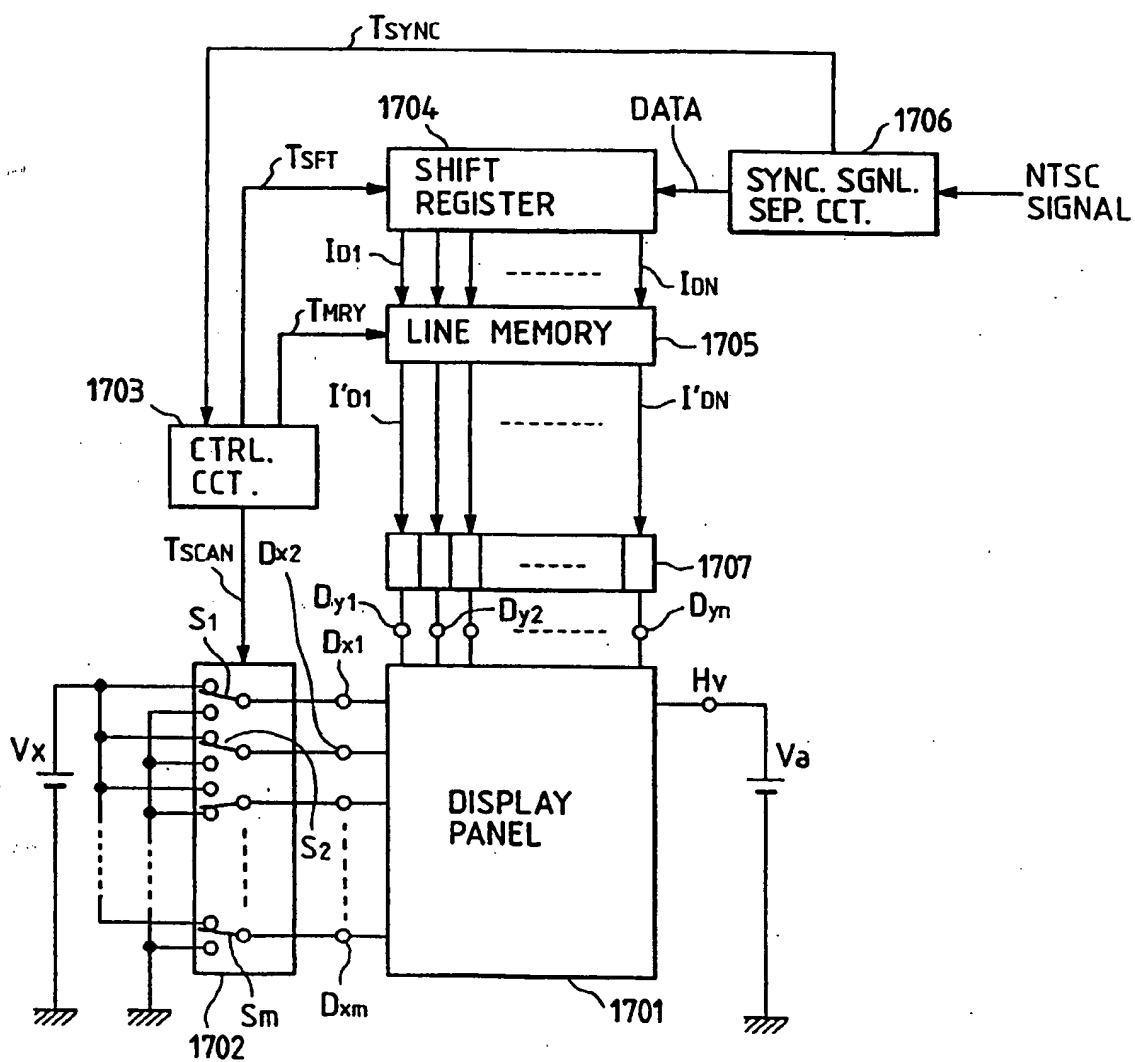 TSYNC
1704
DATA
1706
TSFT
SHIFT
REGISTER
SYNC. SGNL.
SEP. CCT.
NTSC
SIGNAL
ID1
IDN
TMRY
LINE MEMORY
1705
1703
I'D1
I'DN
CTRL.
CCT.
TSCAN
Dx2
1707
Dy1
Dy2
Dyn
S1
Dx1
Hv
Vx
Va
DISPLAY
PANEL
S2
Sm
Dxm
1701
1702